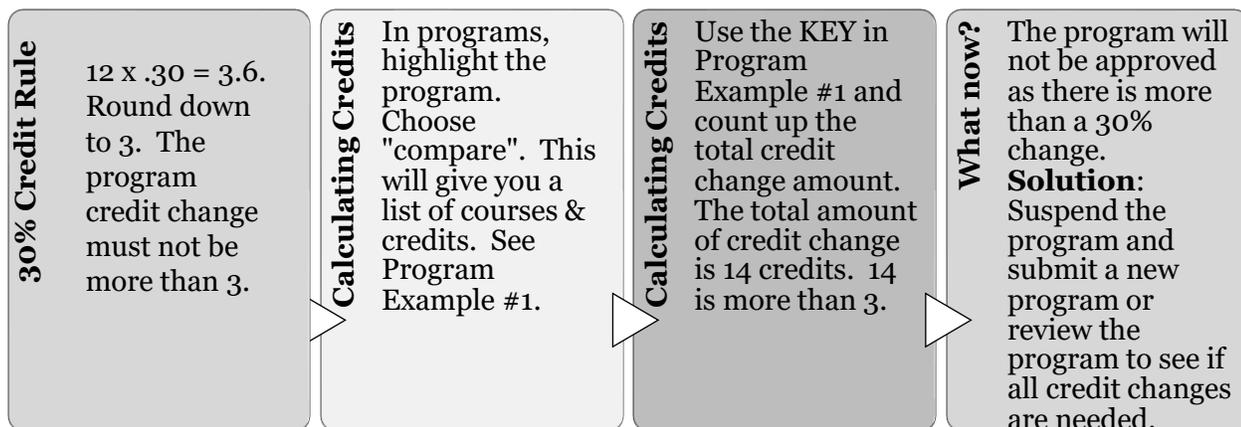 30% Credit Rule
12 x .30 = 3.6.
Round down
to 3.  The
program
credit change
must not be
more than 3.
Calculating Credits
In programs,
highlight the
program.
Choose
"compare".  This
will give you a
list of courses &
credits.  See
Program
Example #1.
Calculating Credits
Use the KEY in
Program
Example #1 and
count up the
total credit
change amount.
The total amount
of credit change
is 14 credits.  14
is more than 3.
What now?
The program will
not be approved
as there is more
than a 30%
change.
Solution:
Suspend the
program and
submit a new
program or
review the
program to see if
all credit changes
are needed.